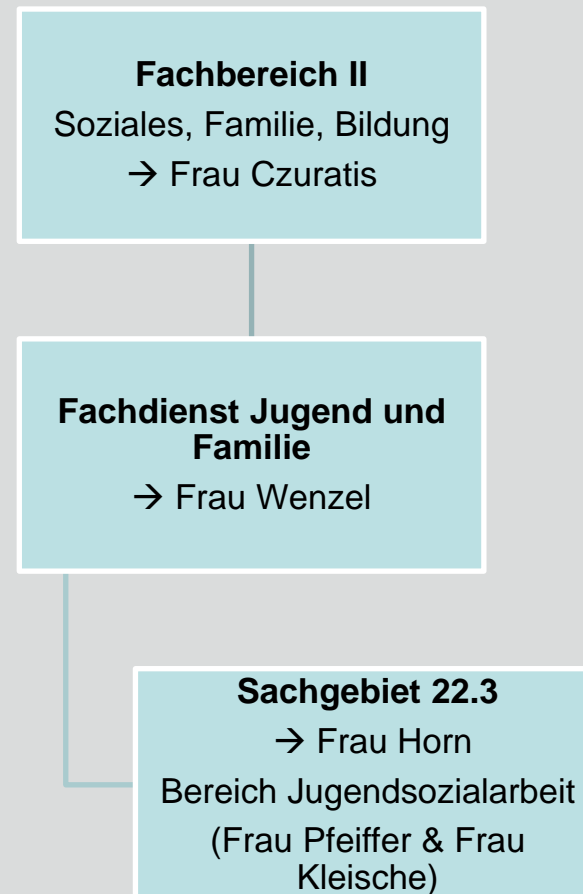 Fachbereich II
Soziales, Familie, Bildung
→ Frau Czuratis
Fachdienst Jugend und
Familie
→ Frau Wenzel
Sachgebiet 22.3
→ Frau Horn
Bereich Jugendsozialarbeit
(Frau Pfeiffer & Frau
Kleische)